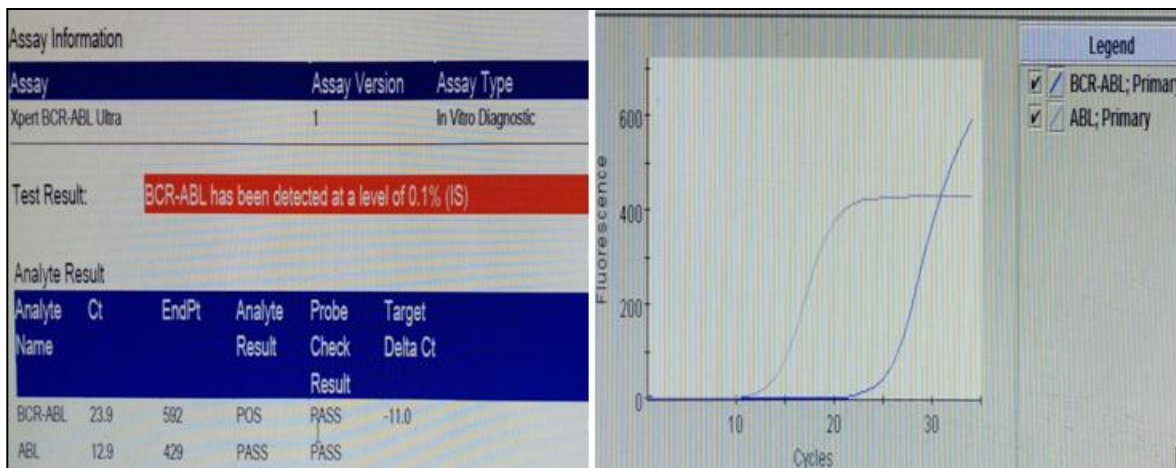 Assay Information
Assay Assay Version Assay Type
Xpert BCR-ABL Ultra 1 In Vitro Diagnostic
Test Result: BCR-ABL has been detected at a level of 0.1% (IS)
Analyte Result
Analyte Ct EndPt Analyte Probe Target
Name Result Check Delta Ct
Result
BCR-ABL 23.9 592 POS PASS -11.0
ABL 12.9 429 PASS PASS
Legend
BCR-ABL; Primary
ABL; Primary
600
400
200
0
Fluorescence
10 20 30
Cycles